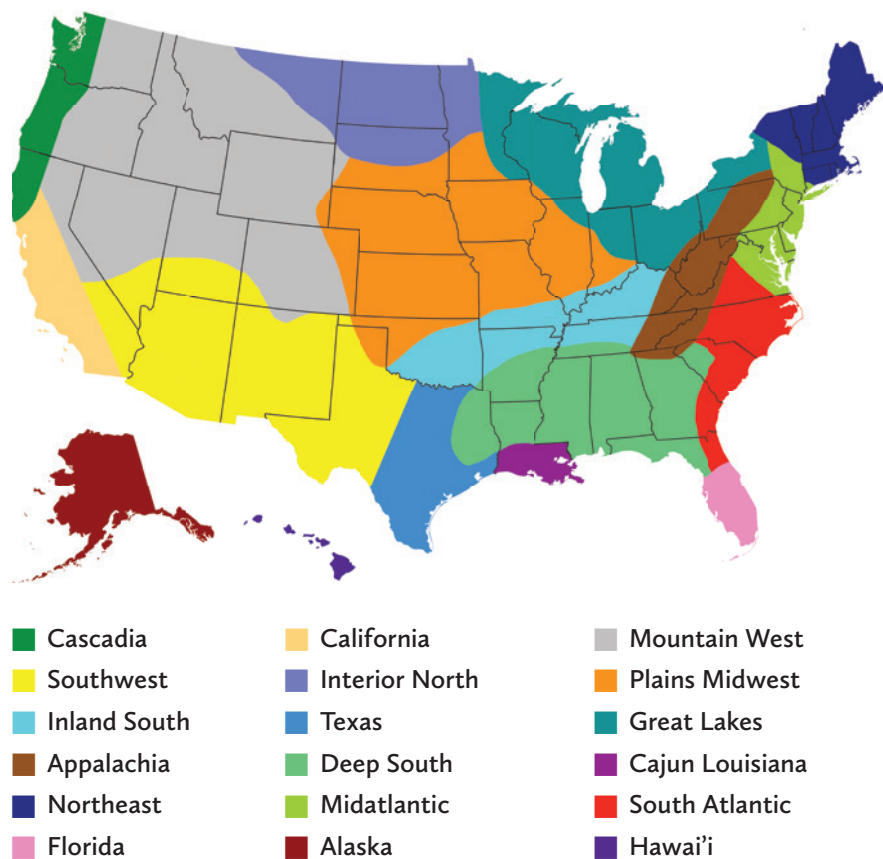 Cascadia California Mountain West
Southwest Interior North Plains Midwest
Inland South Texas Great Lakes
Appalachia Deep South Cajun Louisiana
Northeast Midatlantic South Atlantic
Florida Alaska Hawai'i